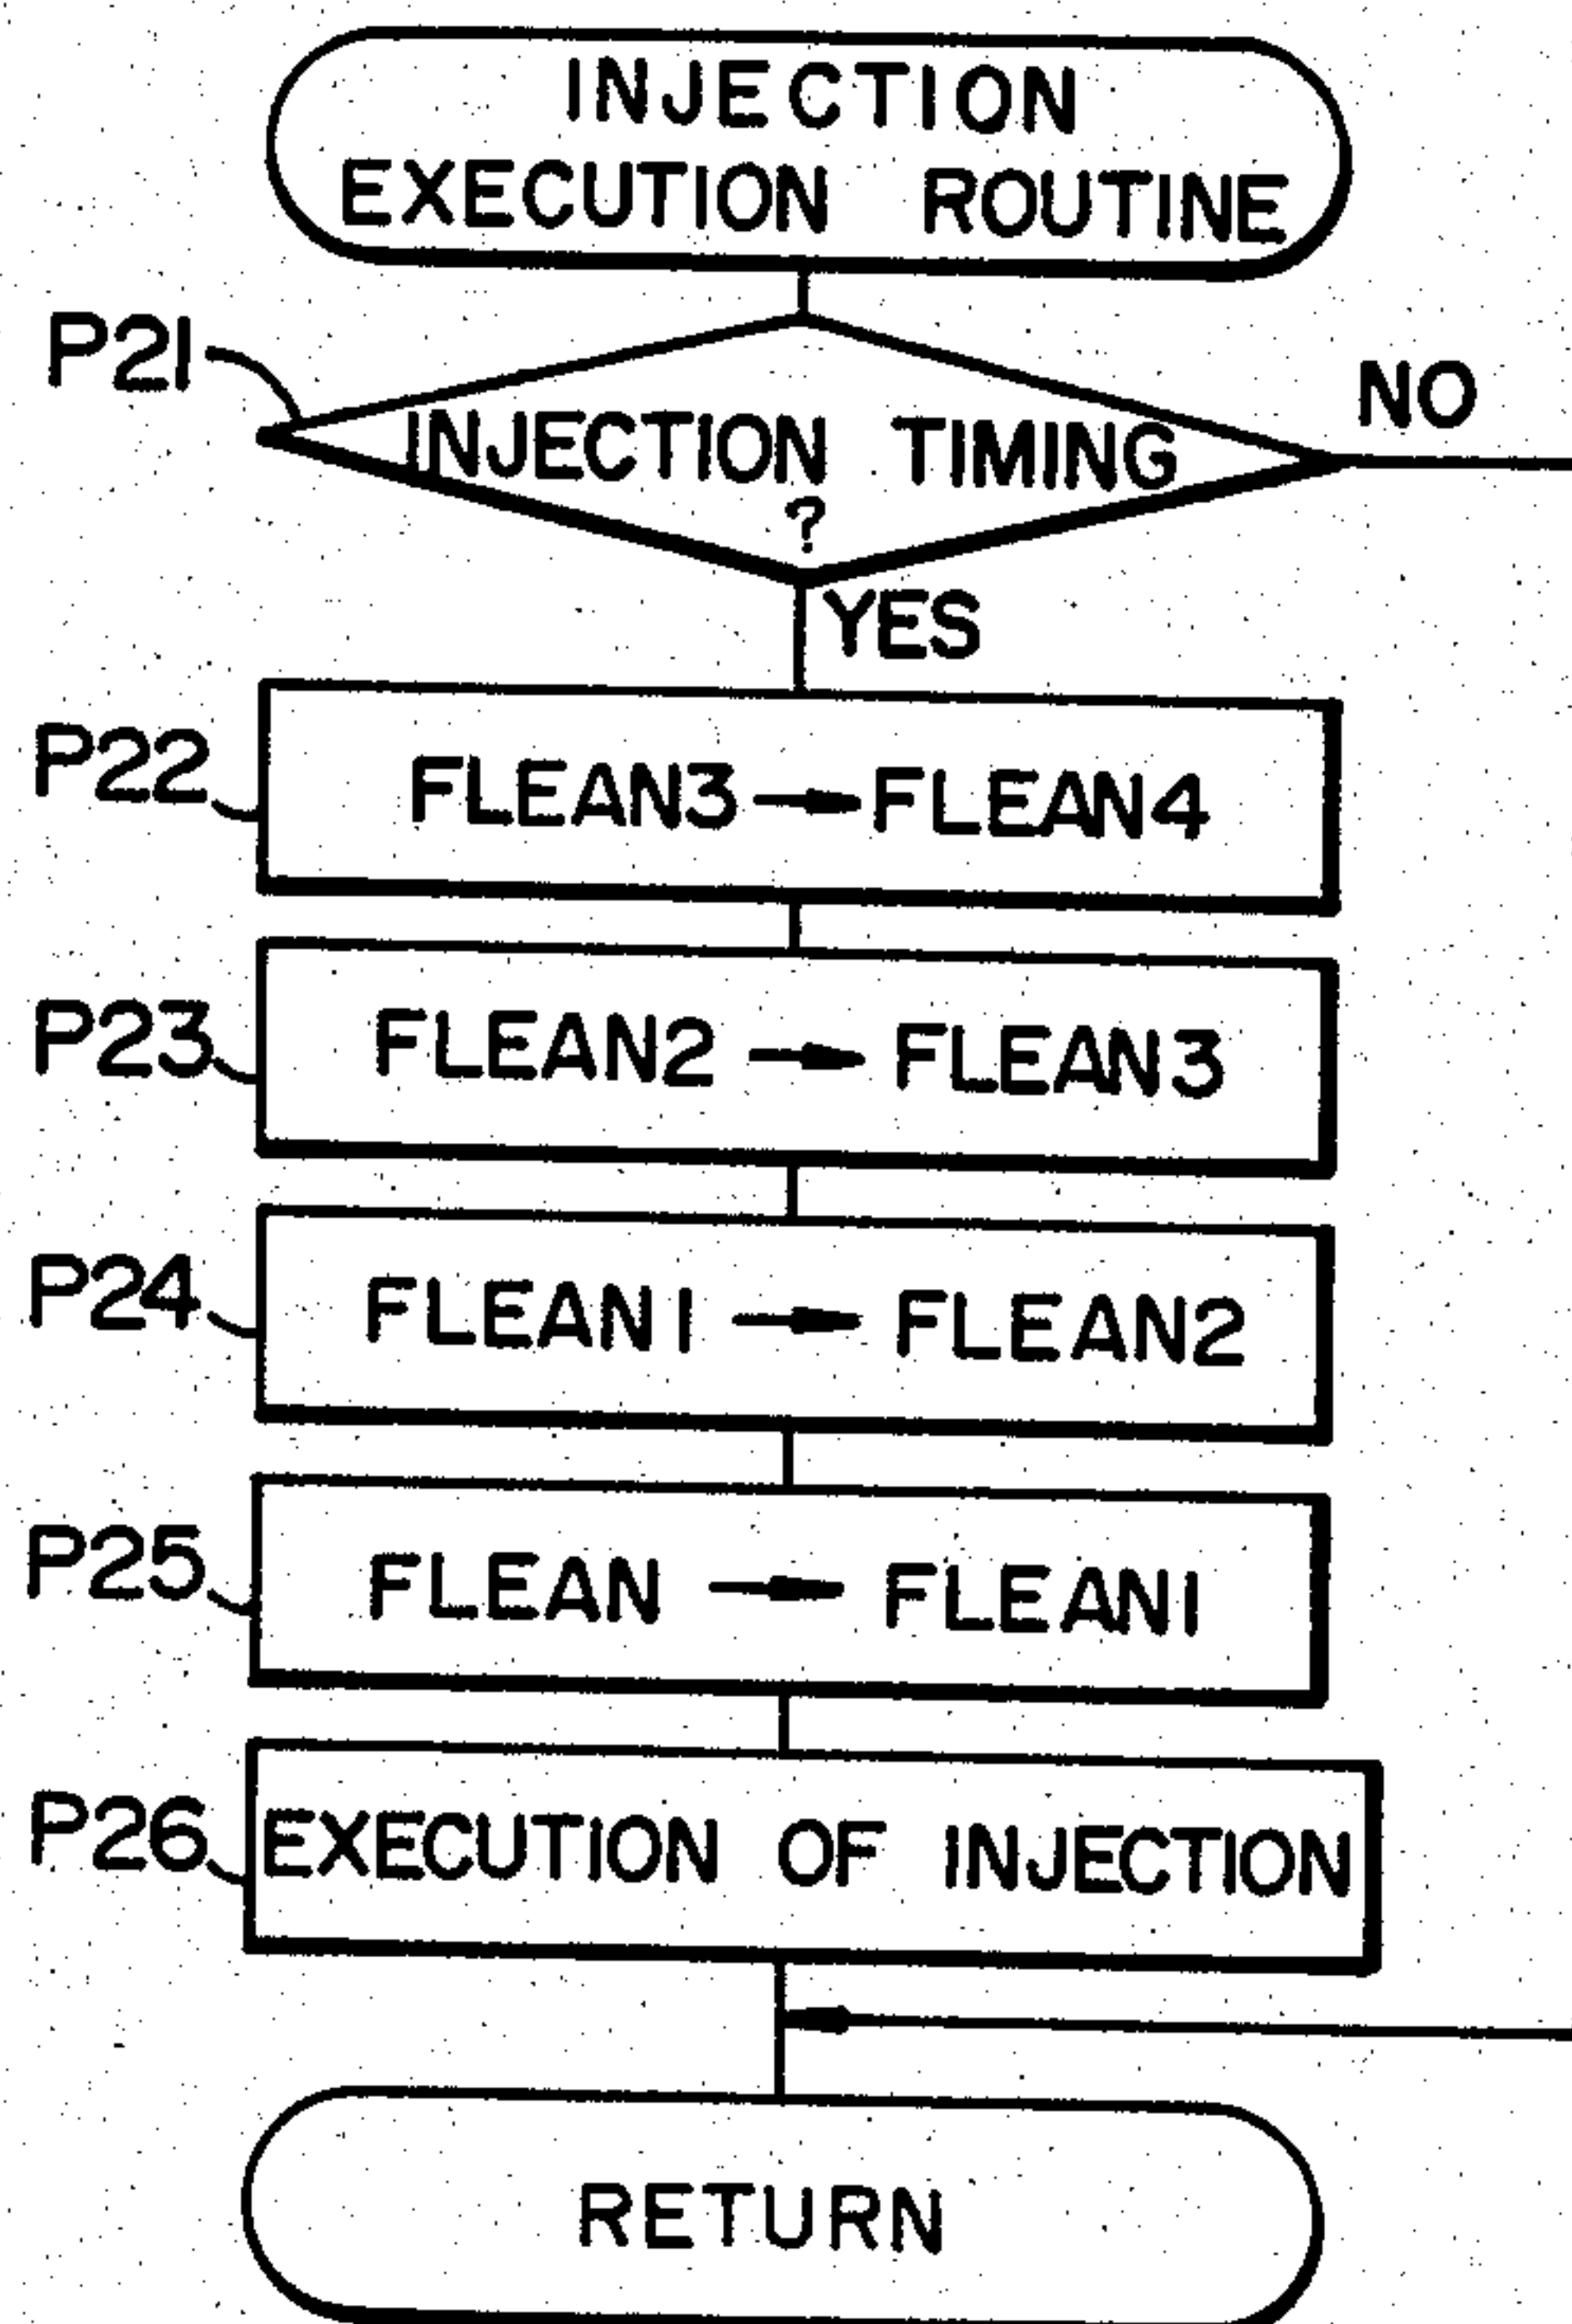 INJECTION
EXECUTION ROUTINE
P21
NO
INJECTION TIMING
?
YES
P22
FLEAN3 → FLEAN4
P23
FLEAN2 → FLEAN3
P24
FLEAN1 → FLEAN2
P25
FLEAN → FLEAN1
P26
EXECUTION OF INJECTION
RETURN